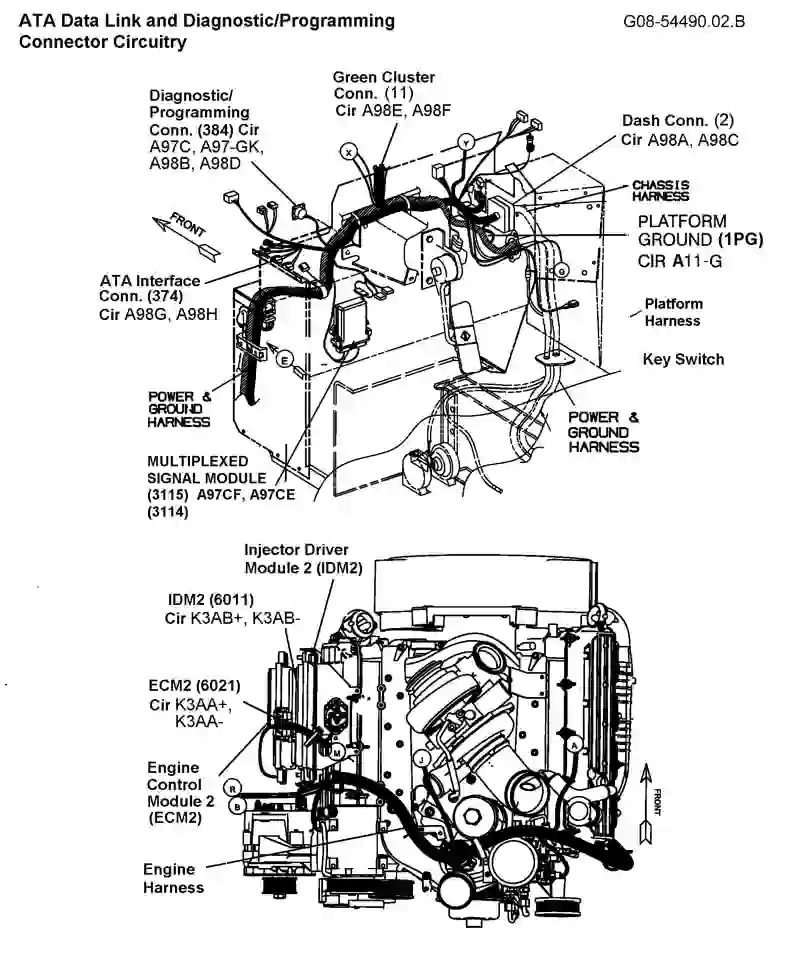 ATA Data Link and Diagnostic/Programming
Connector Circuitry
G08-54490.02.B
Green Cluster
Conn. (11)
Cir A98E, A98F
Diagnostic/
Programming
Conn. (384) Cir
A97C, A97-GK,
A98B, A98D
Dash Conn. (2)
Cir A98A, A98C
X
Y
CHASSIS
HARNESS
PLATFORM
GROUND (1PG)
CIR A11-G
FRONT
G
ATA Interface
Conn. (374)
Cir A98G, A98H
Platform
Harness
E
Key Switch
POWER &
GROUND
HARNESS
POWER &
GROUND
HARNESS
MULTIPLEXED
SIGNAL MODULE
(3115) A97CF, A97CE
(3114)
Injector Driver
Module 2 (IDM2)
IDM2 (6011)
Cir K3AB+, K3AB-
ECM2 (6021)
Cir K3AA+,
K3AA-
M
J
A
Engine
Control
Module 2
(ECM2)
R
B
FRONT
Engine
Harness